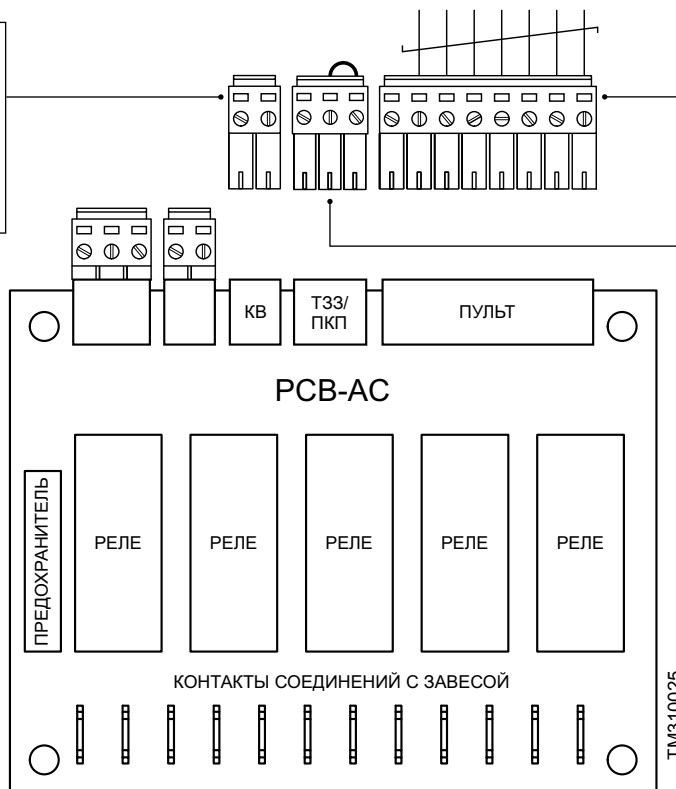 КВ
ТЗЗ/
ПКП
ПУЛЬТ
PCB-AC
ПРЕДОХРАНИТЕЛЬ
РЕЛЕ
РЕЛЕ
РЕЛЕ
РЕЛЕ
РЕЛЕ
КОНТАКТЫ СОЕДИНЕНИЙ С ЗАВЕСОЙ
TM310025